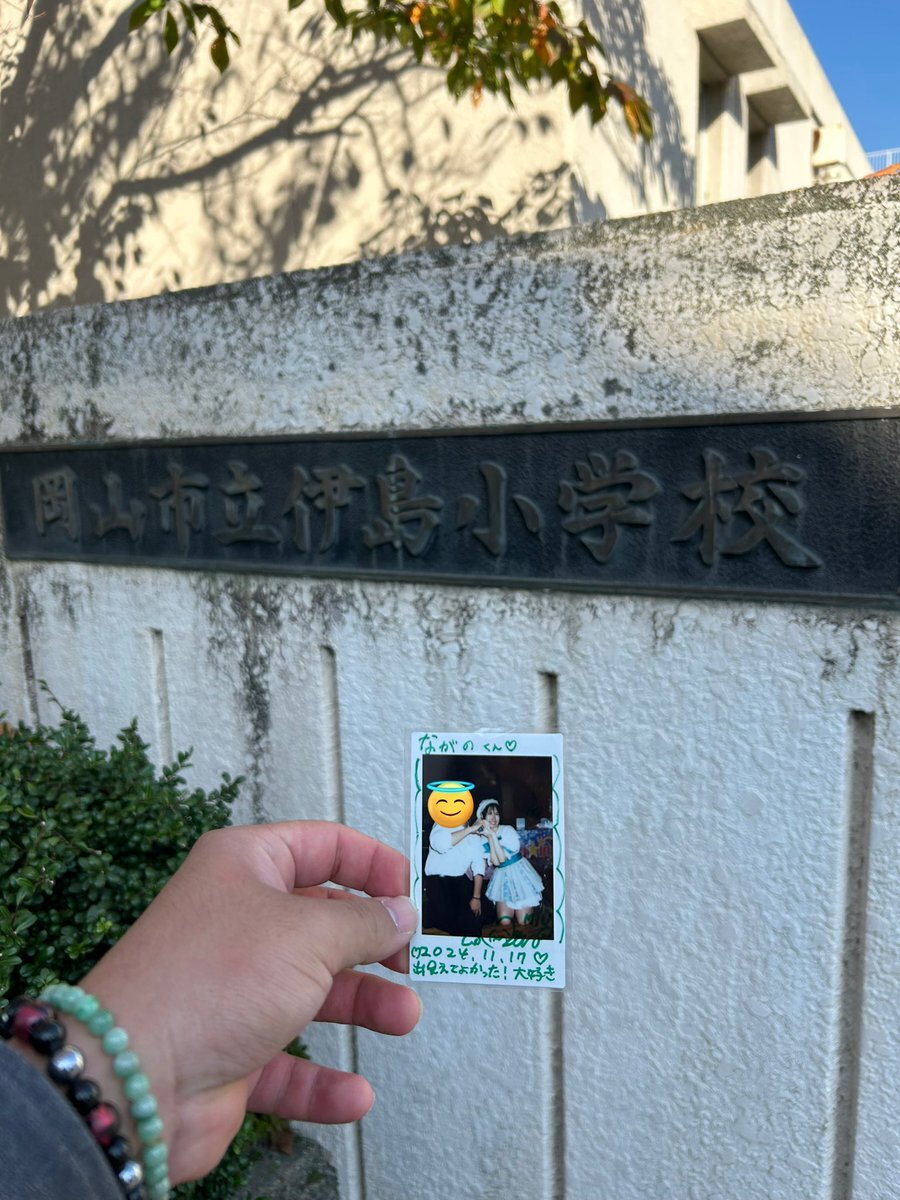 岡山市立伊島小学校
ながのくん♡
♡2024.11.17♡
出会えてよかった!大好き